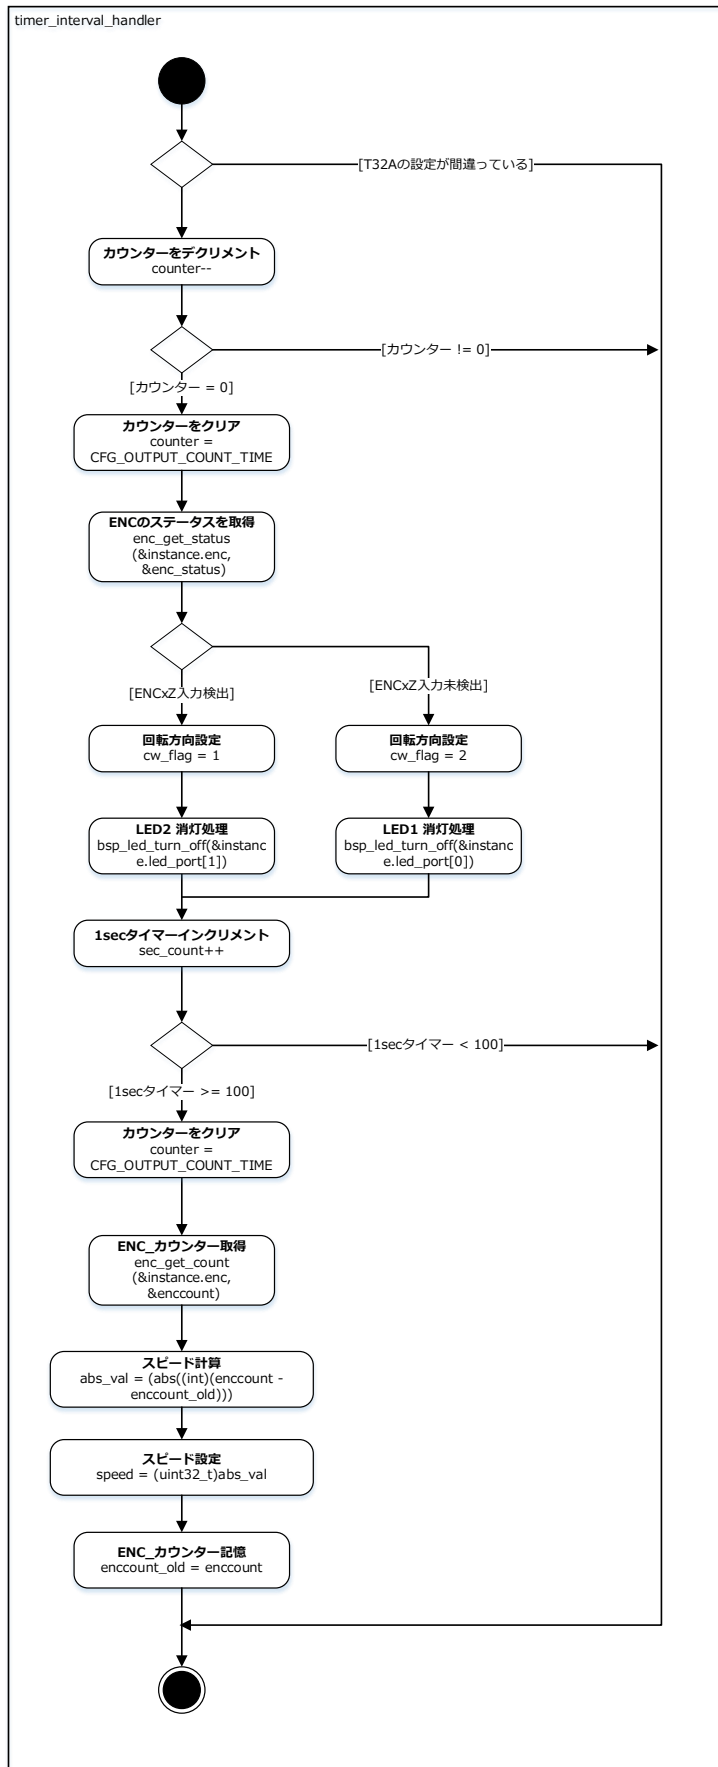 timer_interval_handler
[T32Aの設定が間違っている]
カウンターをデクリメント
counter--
[カウンター != 0]
[カウンター = 0]
カウンターをクリア
counter =
CFG_OUTPUT_COUNT_TIME
ENCのステータスを取得
enc_get_status
(&instance.enc,
&enc_status)
[ENCxZ入力検出]
[ENCxZ入力未検出]
回転方向設定
cw_flag = 1
回転方向設定
cw_flag = 2
LED2 消灯処理
bsp_led_turn_off(&instanc
e.led_port[1])
LED1 消灯処理
bsp_led_turn_off(&instanc
e.led_port[0])
1secタイマーインクリメント
sec_count++
[1secタイマー < 100]
[1secタイマー >= 100]
カウンターをクリア
counter =
CFG_OUTPUT_COUNT_TIME
ENC_カウンター取得
enc_get_count
(&instance.enc,
&enccount)
スピード計算
abs_val = (abs((int)(enccount -
enccount_old)))
スピード設定
speed = (uint32_t)abs_val
ENC_カウンター記憶
enccount_old = enccount